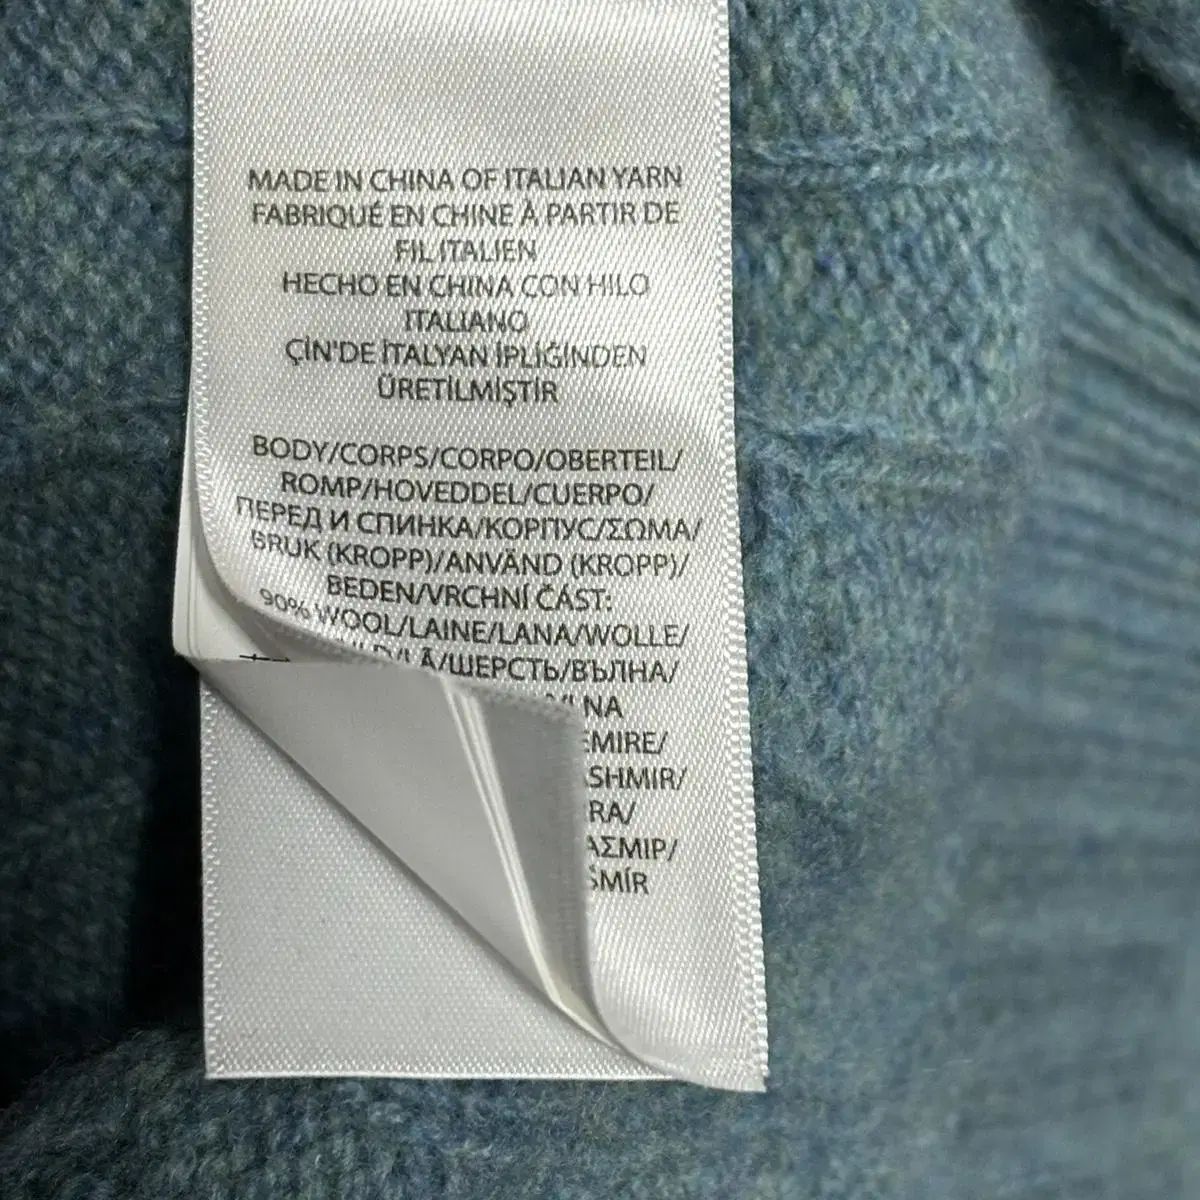 MADE IN CHINA OF ITALIAN YARN
FABRIQUÉ EN CHINE À PARTIR DE
FIL ITALIEN
HECHO EN CHINA CON HILO
ITALIANO
ÇİN'DE İTALYAN İPLİĞİNDEN
ÜRETİLMİŞTİR
BODY/CORPS/CORPO/OBERTEIL/
ROMP/HOVEDDEL/CUERPO/
ПЕРЕД И СПИНКА/КОРПУС/ΣΩΜΑ/
BRUK (KROPP)/ANVÄND (KROPP)/
BEDEN/VRCHNÍ ČÁST:
90% WOOL/LAINE/LANA/WOLLE/
LÃ/ШЕРСТЬ/ВЪЛНА/
LNA
EMIRE/
SHMIR/
RA/
ΑΣΜΙΡ/
ŠMÍR